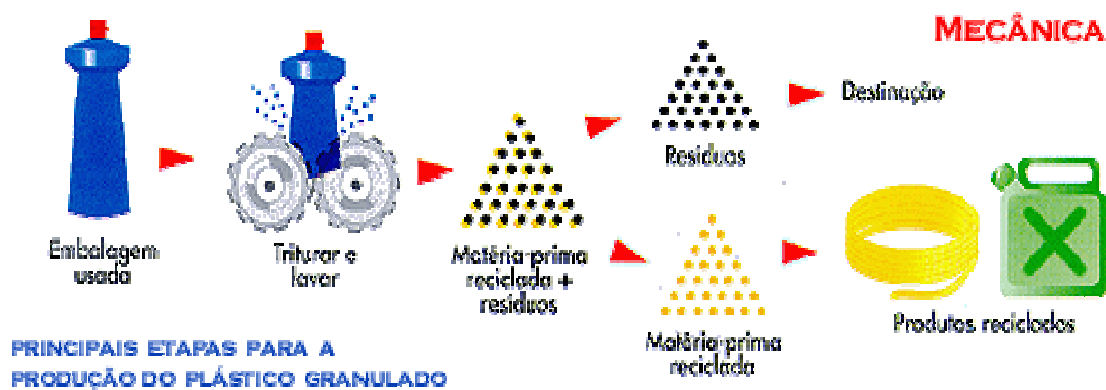 MECÂNICA
Embalagem
usada
Triturar e
lavar
Matéria-prima
reciclada +
resíduos
Resíduos
Destinação
Matéria-prima
reciclada
Produtos reciclados
PRINCIPAIS ETAPAS PARA A
PRODUÇÃO DO PLÁSTICO GRANULADO